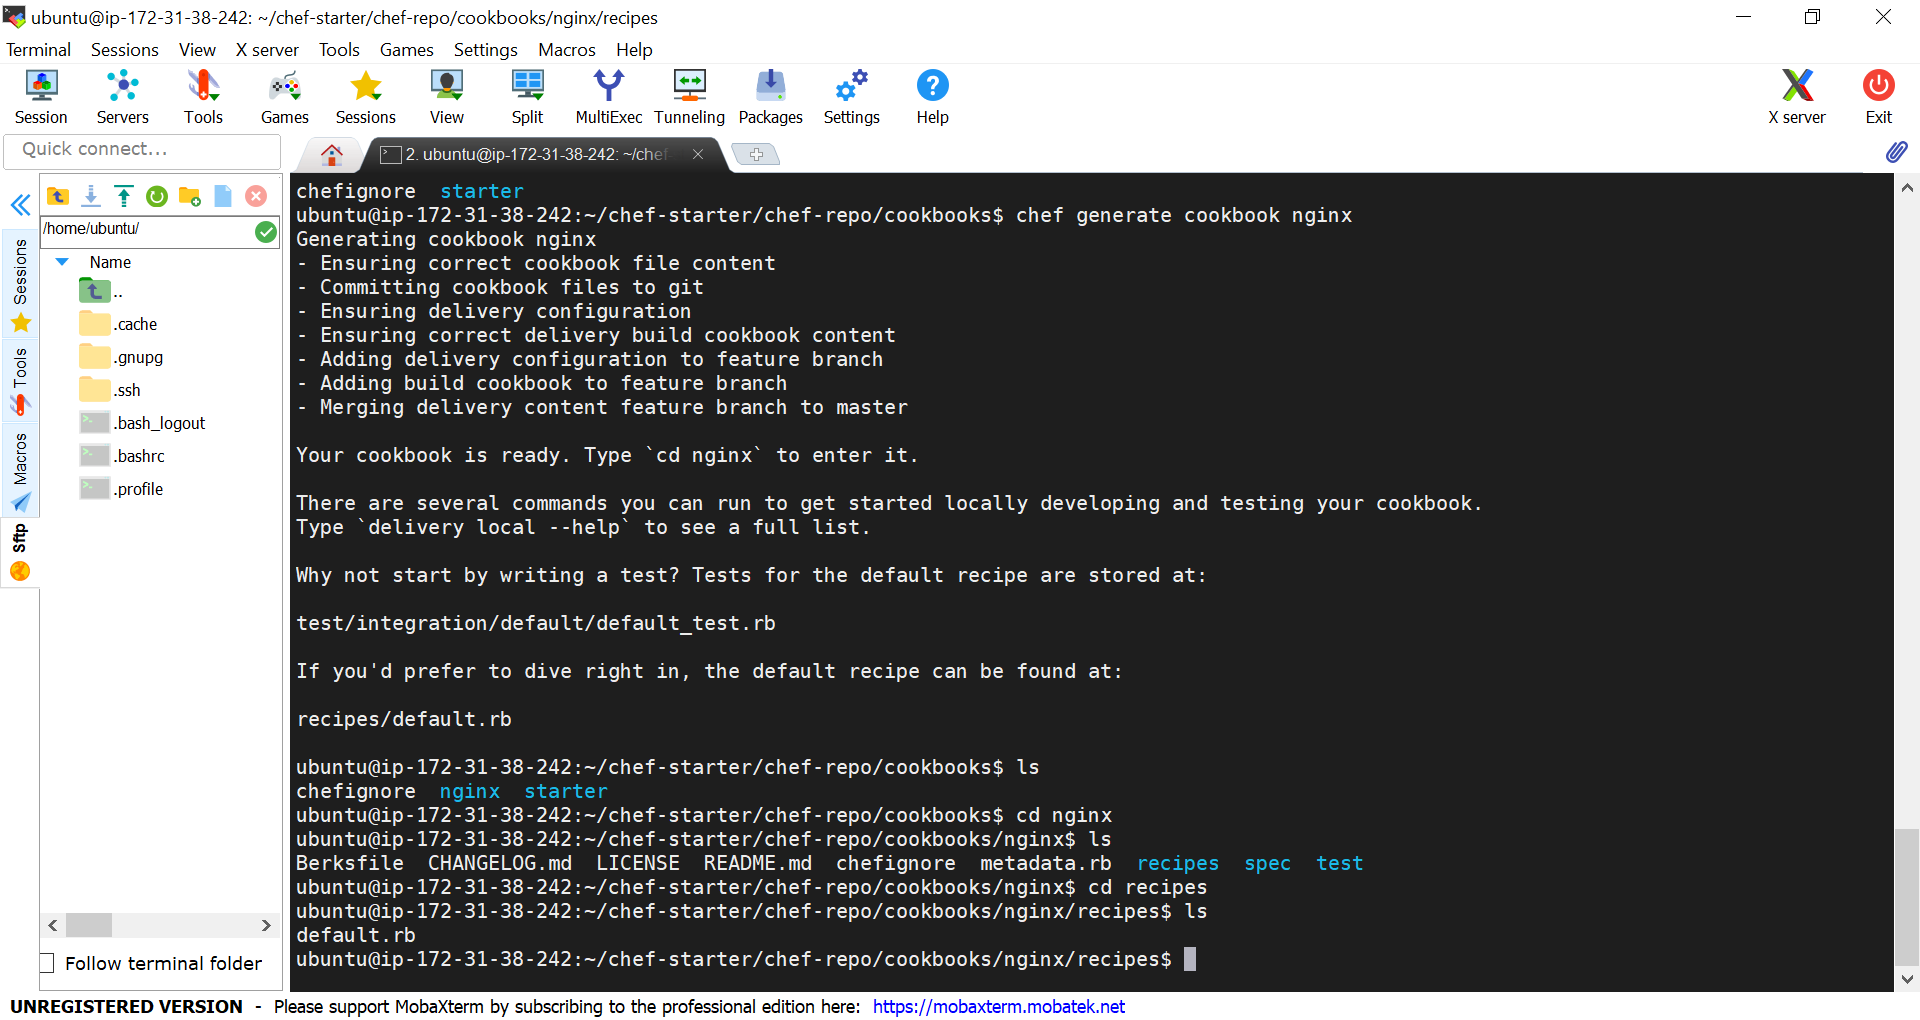 ubuntu@ip-172-31-38-242: ~/chef-starter/chef-repo/cookbooks/nginx/recipes
Terminal Sessions View X server Tools Games Settings Macros Help
Session Servers Tools Games Sessions View Split MultiExec Tunneling Packages Settings Help X server Exit
Quick connect...
2. ubuntu@ip-172-31-38-242: ~/chef
/home/ubuntu/
Name
..
.cache
.gnupg
.ssh
.bash_logout
.bashrc
.profile
Sessions
Tools
Macros
Sftp
Follow terminal folder
chefignore starter
ubuntu@ip-172-31-38-242:~/chef-starter/chef-repo/cookbooks$ chef generate cookbook nginx
Generating cookbook nginx
- Ensuring correct cookbook file content
- Committing cookbook files to git
- Ensuring delivery configuration
- Ensuring correct delivery build cookbook content
- Adding delivery configuration to feature branch
- Adding build cookbook to feature branch
- Merging delivery content feature branch to master
Your cookbook is ready. Type `cd nginx` to enter it.
There are several commands you can run to get started locally developing and testing your cookbook.
Type `delivery local --help` to see a full list.
Why not start by writing a test? Tests for the default recipe are stored at:
test/integration/default/default_test.rb
If you'd prefer to dive right in, the default recipe can be found at:
recipes/default.rb
ubuntu@ip-172-31-38-242:~/chef-starter/chef-repo/cookbooks$ ls
chefignore nginx starter
ubuntu@ip-172-31-38-242:~/chef-starter/chef-repo/cookbooks$ cd nginx
ubuntu@ip-172-31-38-242:~/chef-starter/chef-repo/cookbooks/nginx$ ls
Berksfile CHANGELOG.md LICENSE README.md chefignore metadata.rb recipes spec test
ubuntu@ip-172-31-38-242:~/chef-starter/chef-repo/cookbooks/nginx$ cd recipes
ubuntu@ip-172-31-38-242:~/chef-starter/chef-repo/cookbooks/nginx/recipes$ ls
default.rb
ubuntu@ip-172-31-38-242:~/chef-starter/chef-repo/cookbooks/nginx/recipes$
UNREGISTERED VERSION - Please support MobaXterm by subscribing to the professional edition here: https://mobaxterm.mobatek.net